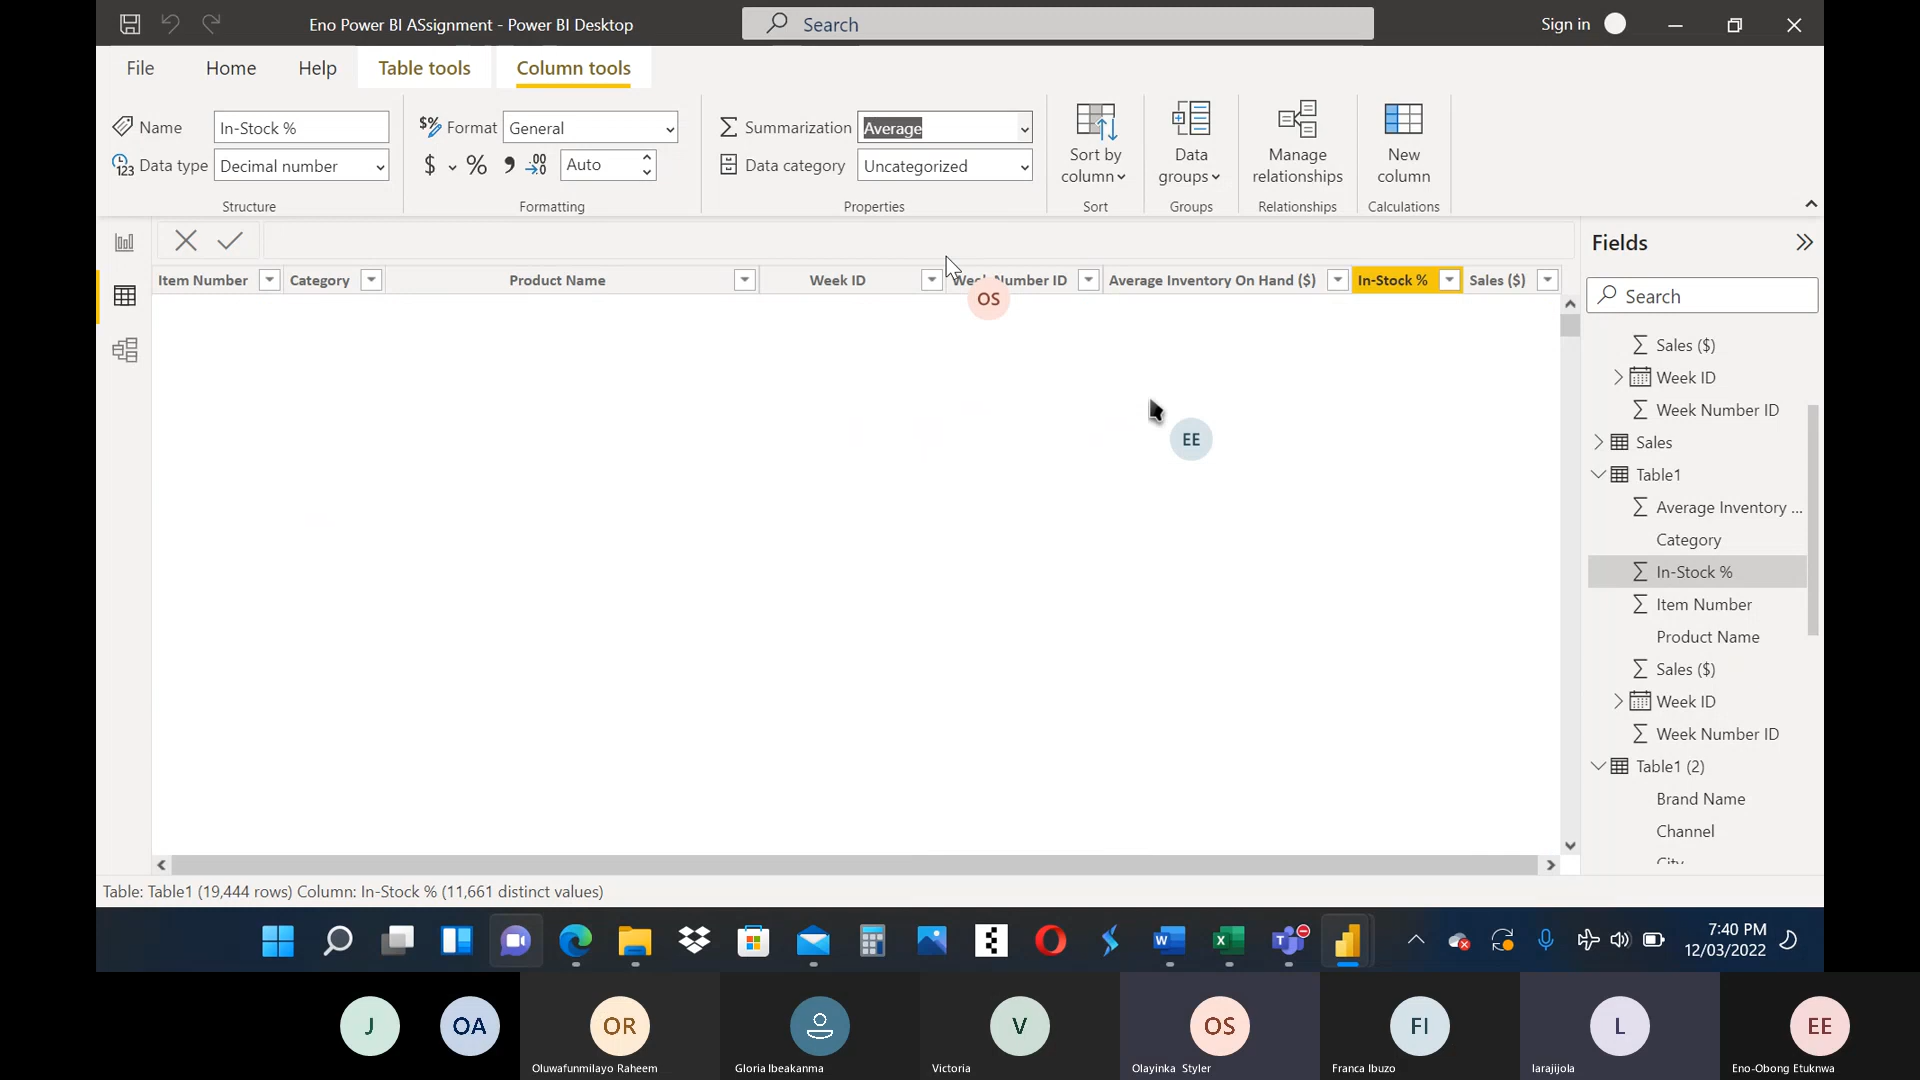 Eno Power BI ASsignment - Power BI Desktop
Search
Sign in
File
Home
Help
Table tools
Column tools
Name
In-Stock %
Data type
Decimal number
Structure
Format
General
$
%
Auto
Formatting
Summarization
Average
Data category
Uncategorized
Properties
Sort by
column
Sort
Data
groups
Groups
Manage
relationships
Relationships
New
column
Calculations
Item Number
Category
Product Name
Week ID
Week Number ID
Average Inventory On Hand ($)
In-Stock %
Sales ($)
OS
EE
Fields
Search
Sales ($)
Week ID
Week Number ID
Sales
Table1
Average Inventory ...
Category
In-Stock %
Item Number
Product Name
Sales ($)
Week ID
Week Number ID
Table1 (2)
Brand Name
Channel
City
Table: Table1 (19,444 rows) Column: In-Stock % (11,661 distinct values)
7:40 PM
12/03/2022
J
OA
OR
Oluwafunmilayo Raheem
Gloria Ibeakanma
V
Victoria
OS
Olayinka Styler
FI
Franca Ibuzo
L
larajijola
EE
Eno-Obong Etuknwa